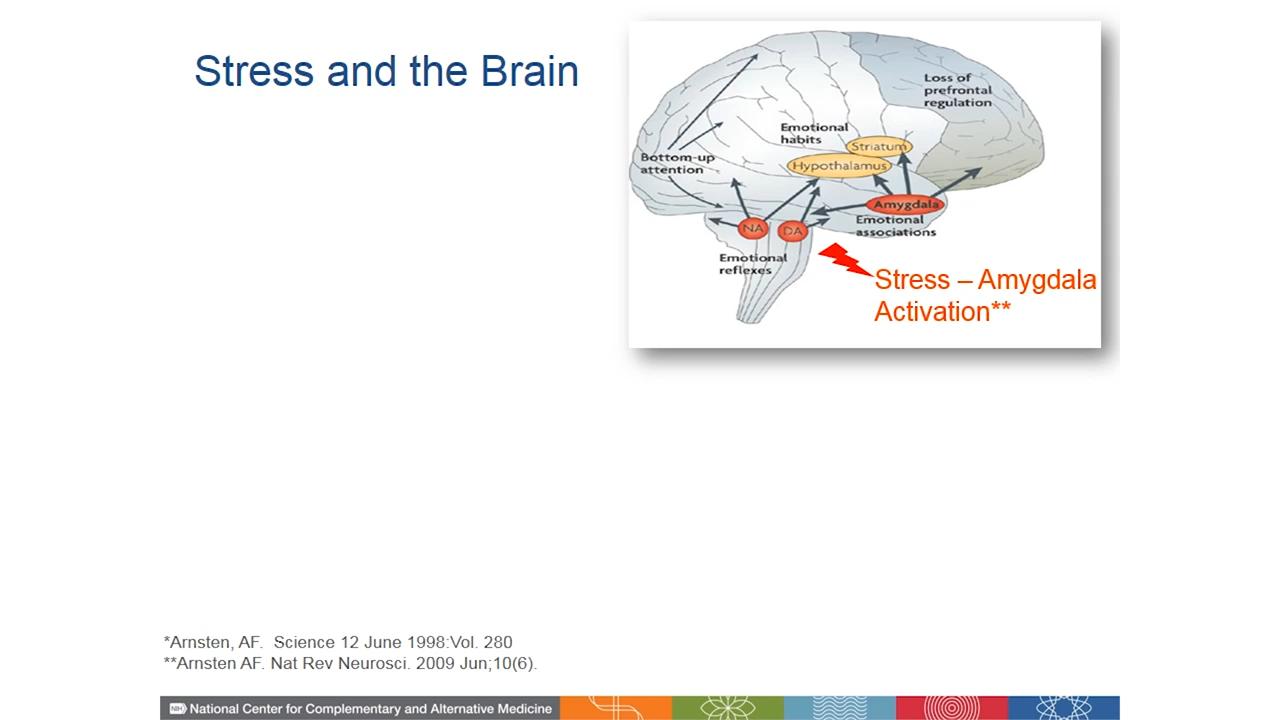 Stress and the Brain
Loss of
prefrontal
regulation
Emotional
habits
Striatum
Hypothalamus
Bottom-up
attention
Amygdala
Emotional
associations
NA
DA
Emotional
reflexes
Stress – Amygdala
Activation**
*Arnsten, AF.  Science 12 June 1998:Vol. 280
**Arnsten AF. Nat Rev Neurosci. 2009 Jun;10(6).
NIH National Center for Complementary and Alternative Medicine